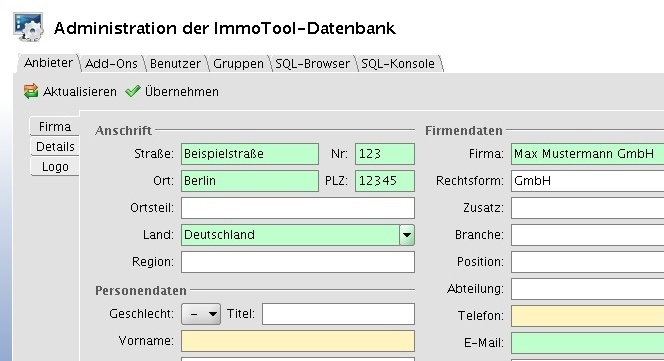 Administration der ImmoTool-Datenbank
Anbieter Add-Ons Benutzer Gruppen SQL-Browser SQL-Konsole
Aktualisieren Übernehmen
Firma
Details
Logo
Anschrift
Straße: Beispielstraße Nr: 123
Ort: Berlin PLZ: 12345
Ortsteil:
Land: Deutschland
Region:
Personendaten
Geschlecht: – Titel:
Vorname:
Firmendaten
Firma: Max Mustermann GmbH
Rechtsform: GmbH
Zusatz:
Branche:
Position:
Abteilung:
Telefon:
E-Mail: